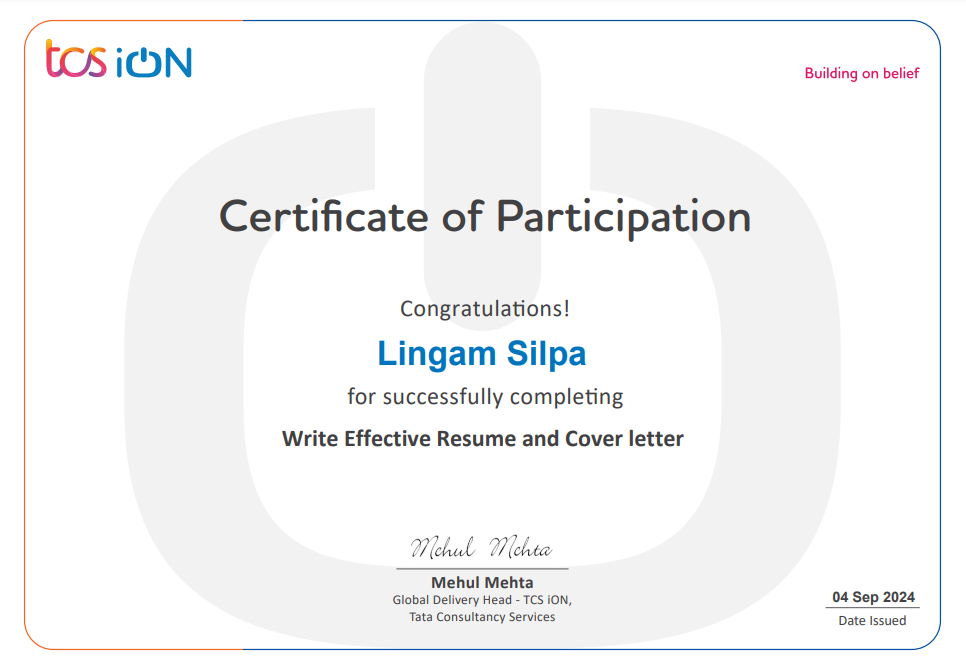 tcs iON
Building on belief
Certificate of Participation
Congratulations!
Lingam Silpa
for successfully completing
Write Effective Resume and Cover letter
Mehul Mehta
Mehul Mehta
Global Delivery Head - TCS iON,
Tata Consultancy Services
04 Sep 2024
Date Issued